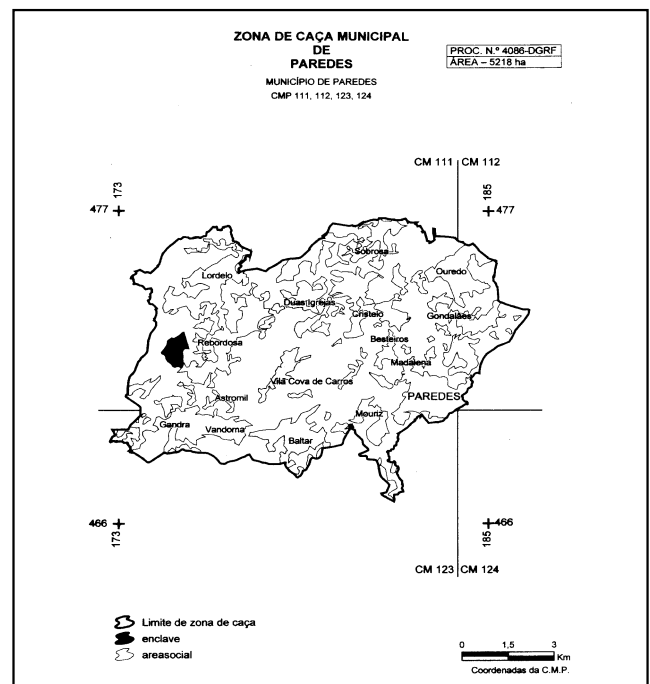 ZONA DE CAÇA MUNICIPAL
DE
PAREDES
PROC. N.º 4086-DGRF
ÁREA – 5218 ha
MUNICÍPIO DE PAREDES
CMP 111, 112, 123, 124
CM 111 CM 112
173
185
477
477
Sobrosa
Lordelo
Ouredo
Duas Igrejas
Cristelo
Gondalães
Rebordosa
Besteiros
Madalena
Vila Cova de Carros
Astromil
PAREDES
Mouriz
Gandra
Vandoma
Baltar
466
466
173
185
CM 123 CM 124
Limite de zona de caça
enclave
areasocial
0 1,5 3
Km
Coordenadas da C.M.P.